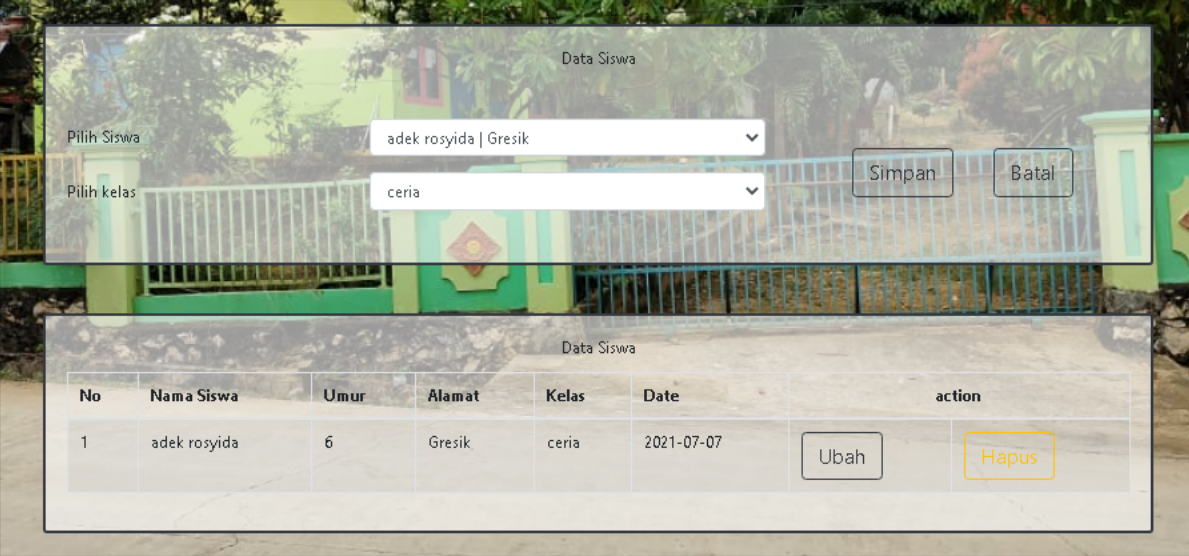 Data Siswa
Pilih Siswa adek rosyida | Gresik
Simpan Batal
Pilih kelas ceria
Data Siswa
No Nama Siswa Umur Alamat Kelas Date action
1 adek rosyida 6 Gresik ceria 2021-07-07 Ubah Hapus